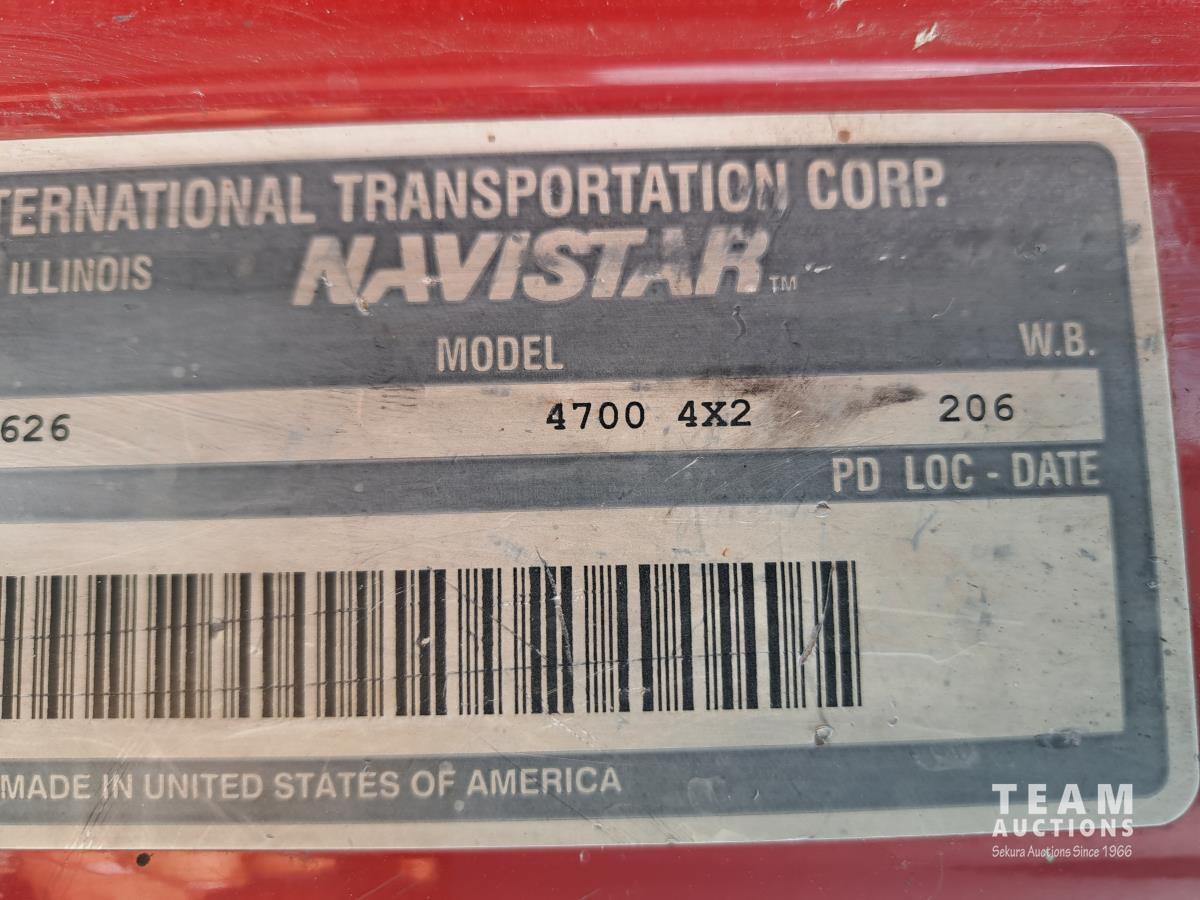 TERNATIONAL TRANSPORTATION CORP.
ILLINOIS NAVISTAR™
MODEL W.B.
626 4700 4X2 206
PD LOC - DATE
MADE IN UNITED STATES OF AMERICA
TEAM
AUCTIONS
Sekura Auctions Since 1966